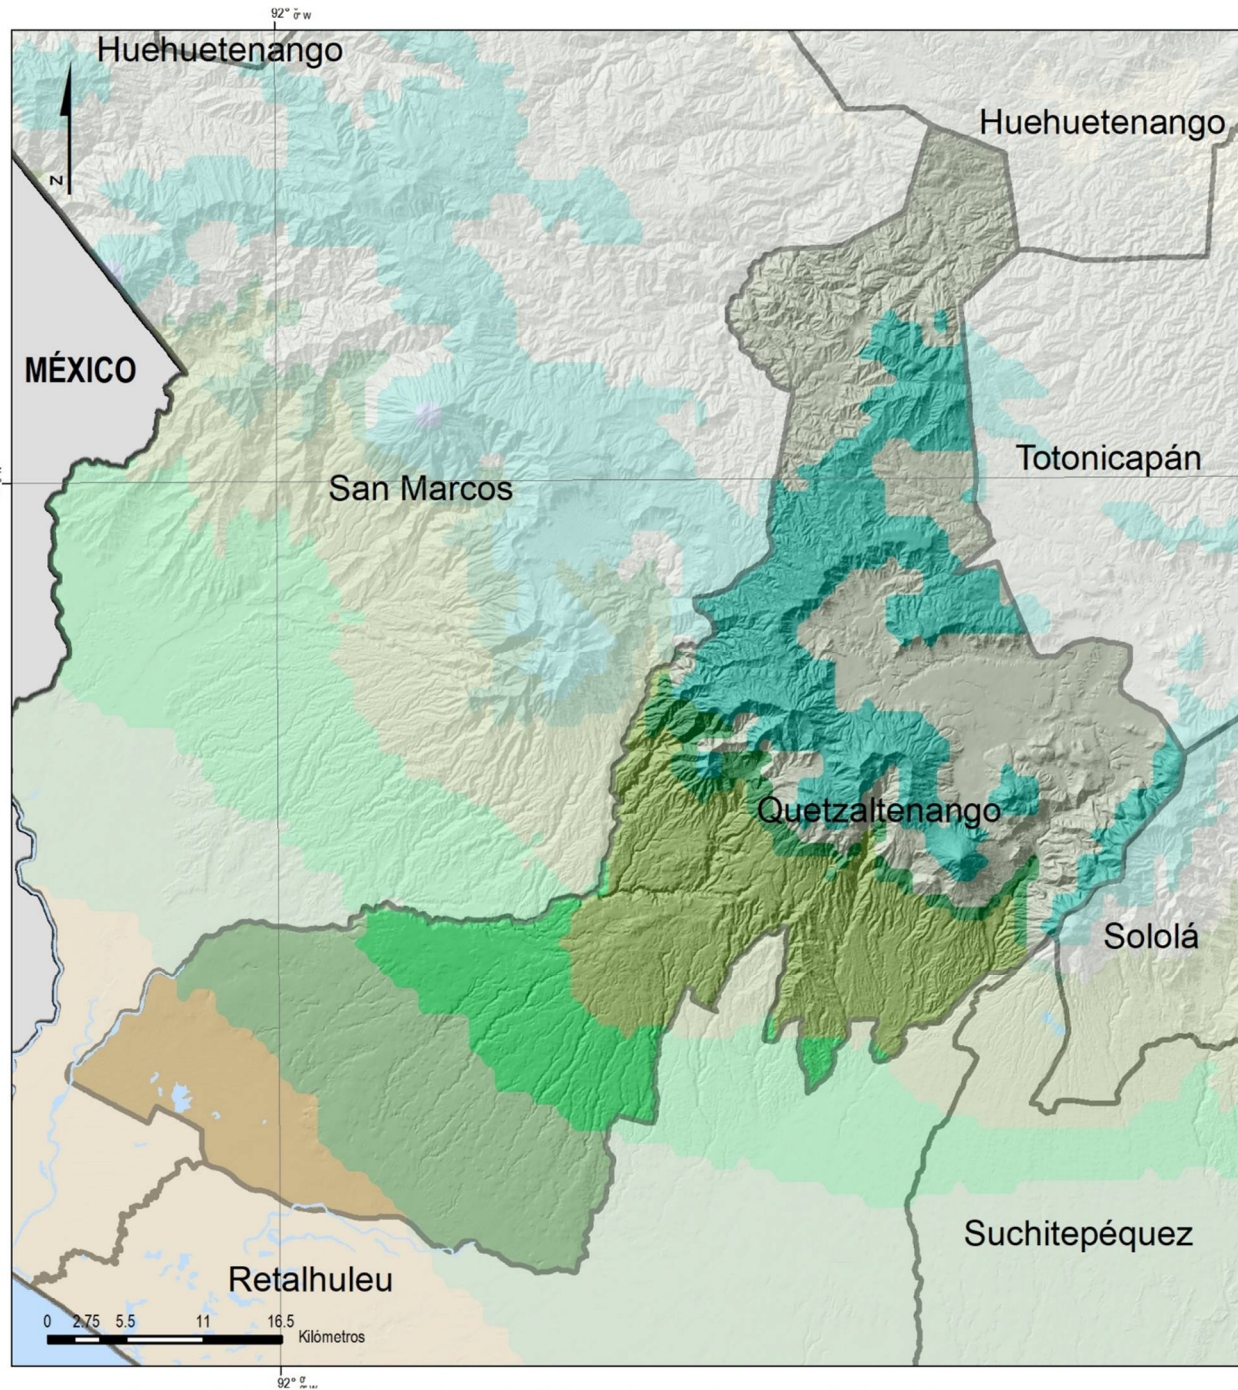 92° 0' W
Huehuetenango
Huehuetenango
N
MÉXICO
Totonicapán
San Marcos
Quetzaltenango
Sololá
Suchitepéquez
Retalhuleu
0 2.75 5.5 11 16.5
Kilómetros
92°